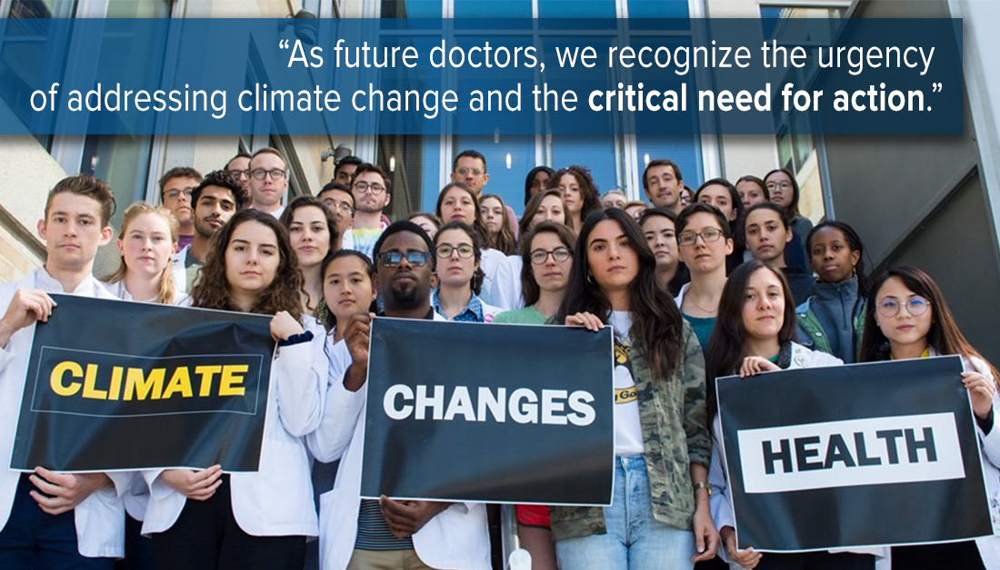 “As future doctors, we recognize the urgency
of addressing climate change and the critical need for action.”
CLIMATE
CHANGES
HEALTH